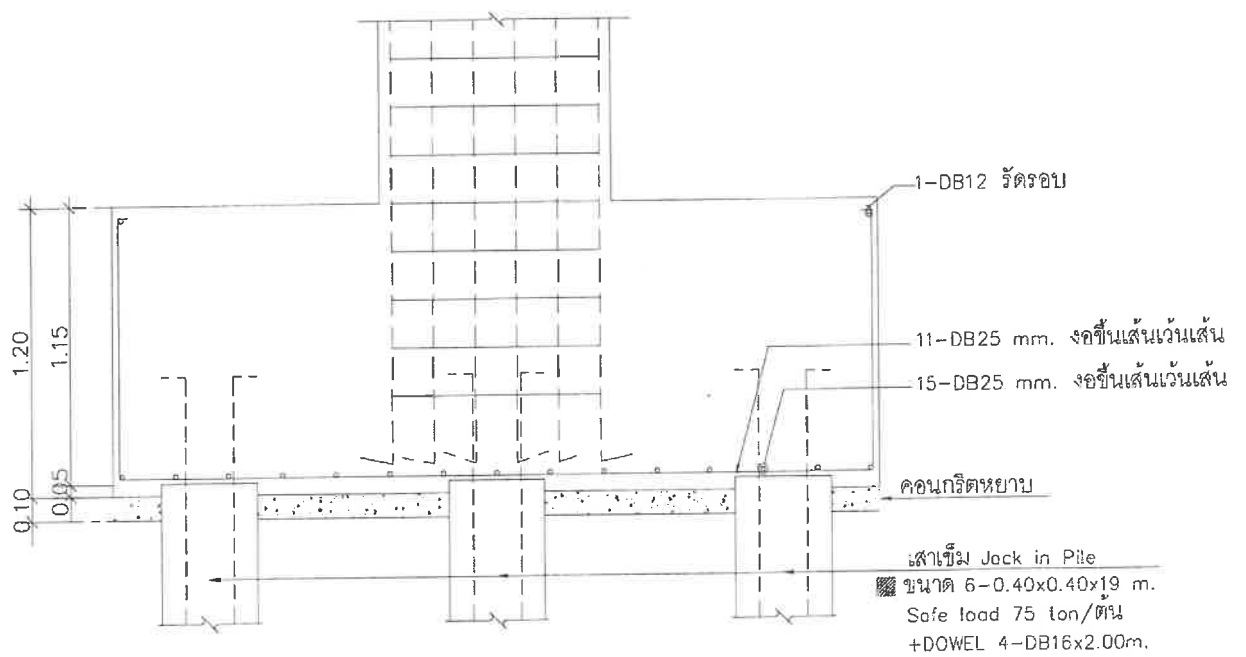 1-DB12 รัดรอบ
1.20
1.15
11-DB25 mm. งอขึ้นเส้นเว้นเส้น
15-DB25 mm. งอขึ้นเส้นเว้นเส้น
0.10
0.05
คอนกรีตหยาบ
เสาเข็ม Jack in Pile
ขนาด 6-0.40x0.40x19 m.
Safe load 75 ton/ต้น
+DOWEL 4-DB16x2.00m.